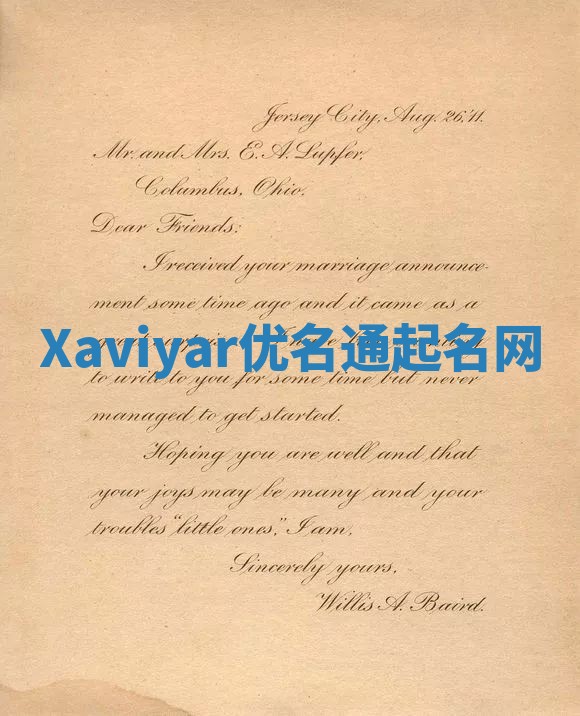 Jersey City, Aug. 26, '11.
Mr. and Mrs. E. A. Lupfer,
Columbus, Ohio.
Dear Friends:
I received your marriage announce-
ment some time ago and it came as a
Xaviyar优名通起名网
to write to you for some time but never
managed to get started.
Hoping you are well and that
your joys may be many and your
troubles "little ones," I am,
Sincerely yours,
Willis A. Baird.